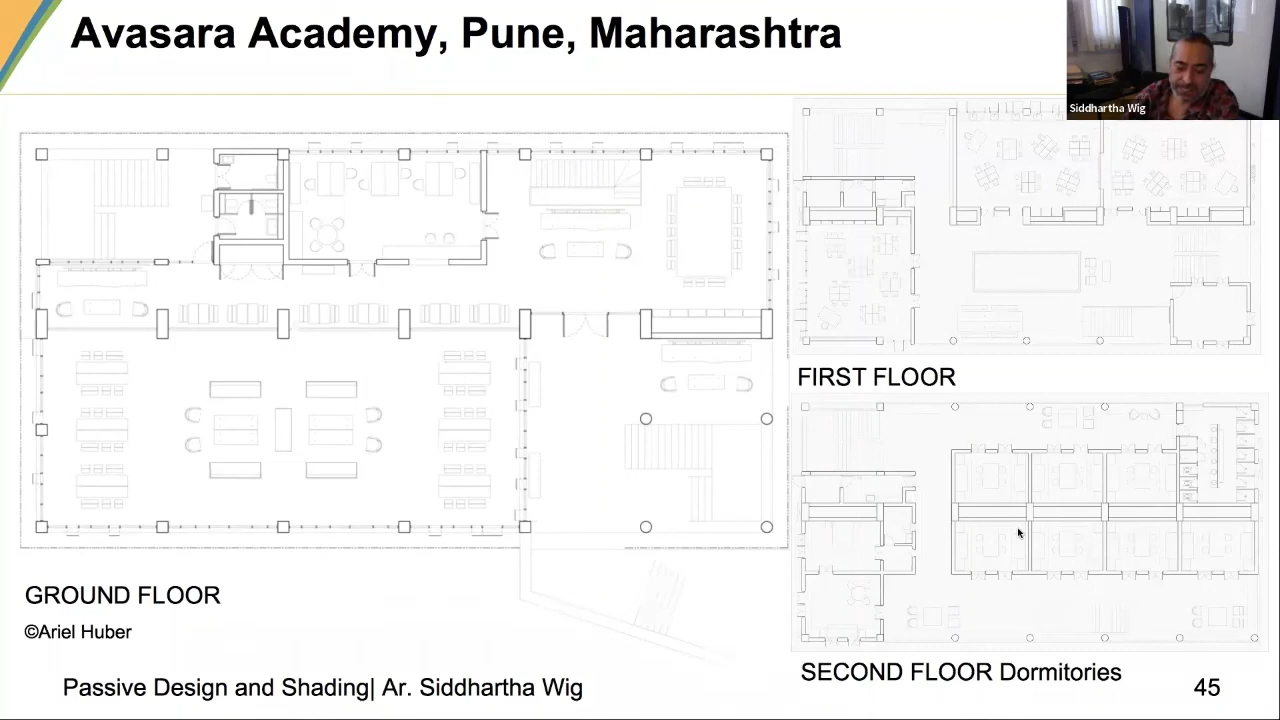 Avasara Academy, Pune, Maharashtra
Siddhartha Wig
FIRST FLOOR
GROUND FLOOR
©Ariel Huber
SECOND FLOOR Dormitories
Passive Design and Shading| Ar. Siddhartha Wig
45